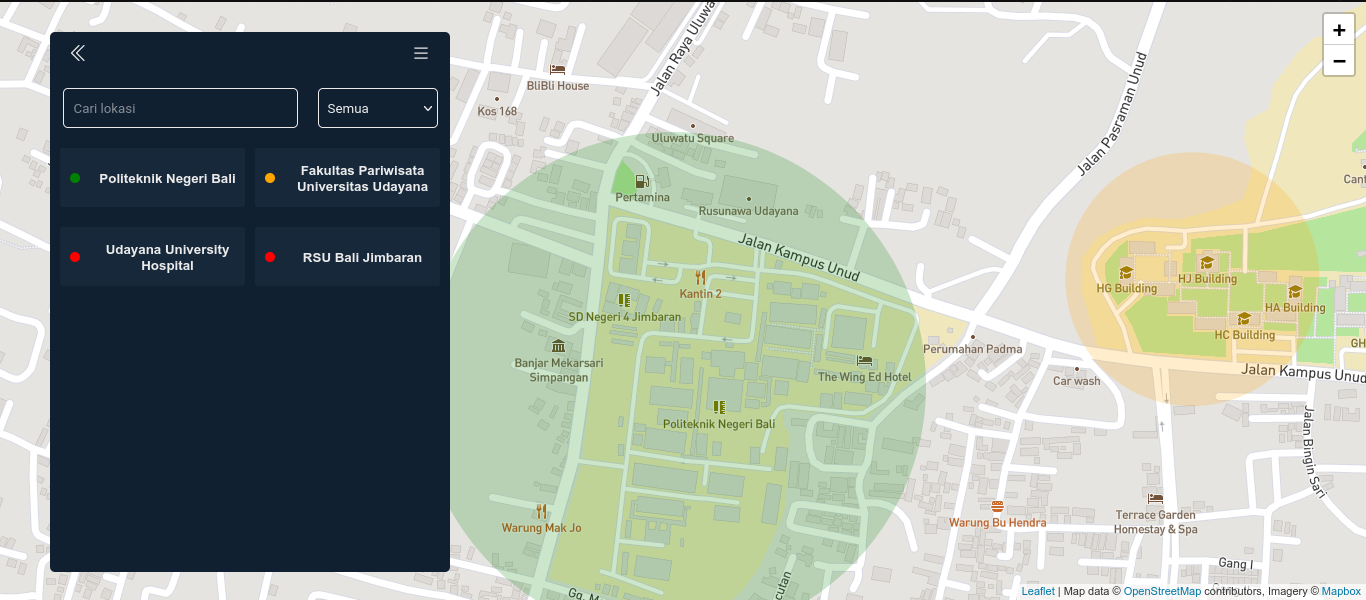 Cari lokasi
Semua
Politeknik Negeri Bali
Fakultas Pariwisata
Universitas Udayana
Udayana University
Hospital
RSU Bali Jimbaran
+
−
Jalan Raya Uluwa
BliBli House
Kos 168
Uluwatu Square
Jalan Pasraman Unud
Pertamina
Rusunawa Udayana
Jalan Kampus Unud
Kantin 2
SD Negeri 4 Jimbaran
Banjar Mekarsari
Simpangan
The Wing Ed Hotel
Politeknik Negeri Bali
Warung Mak Jo
Gg. M
cutan
Perumahan Padma
Car wash
Cant
HG Building
HJ Building
HA Building
HC Building
GH
Jalan Kampus Unud
Jalan Bingin Sari
Warung Bu Hendra
Terrace Garden
Homestay & Spa
Gang I
Leaflet | Map data © OpenStreetMap contributors, Imagery © Mapbox